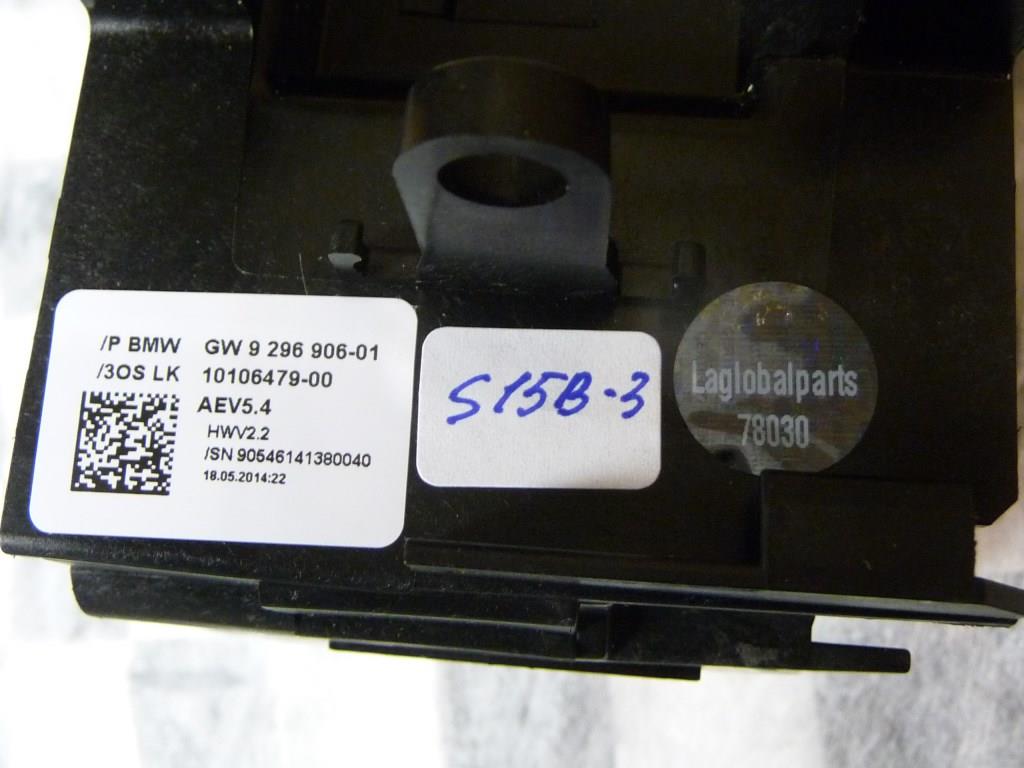 /P BMW GW 9 296 906-01
/3OS LK 10106479-00
AEV5.4
HWV2.2
/SN 90546141380040
18.05.2014:22
S15B-3
Laglobalparts
78030